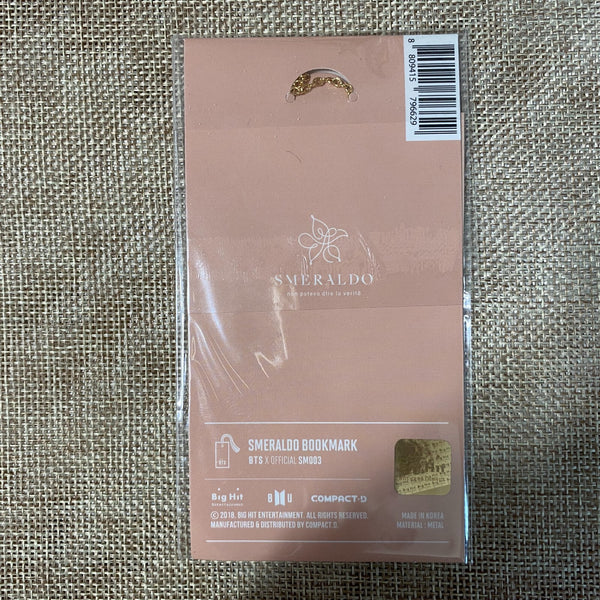 8 809415 796629
SMERALDO
non potevo dire la verità
SMERALDO BOOKMARK
BTS X OFFICIAL SM003
BTS
Big Hit
Entertainment
B U
COMPACT-D
© 2018. BIG HIT ENTERTAINMENT. ALL RIGHTS RESERVED.
MANUFACTURED & DISTRIBUTED BY COMPACT:D.
MADE IN KOREA
MATERIAL : METAL